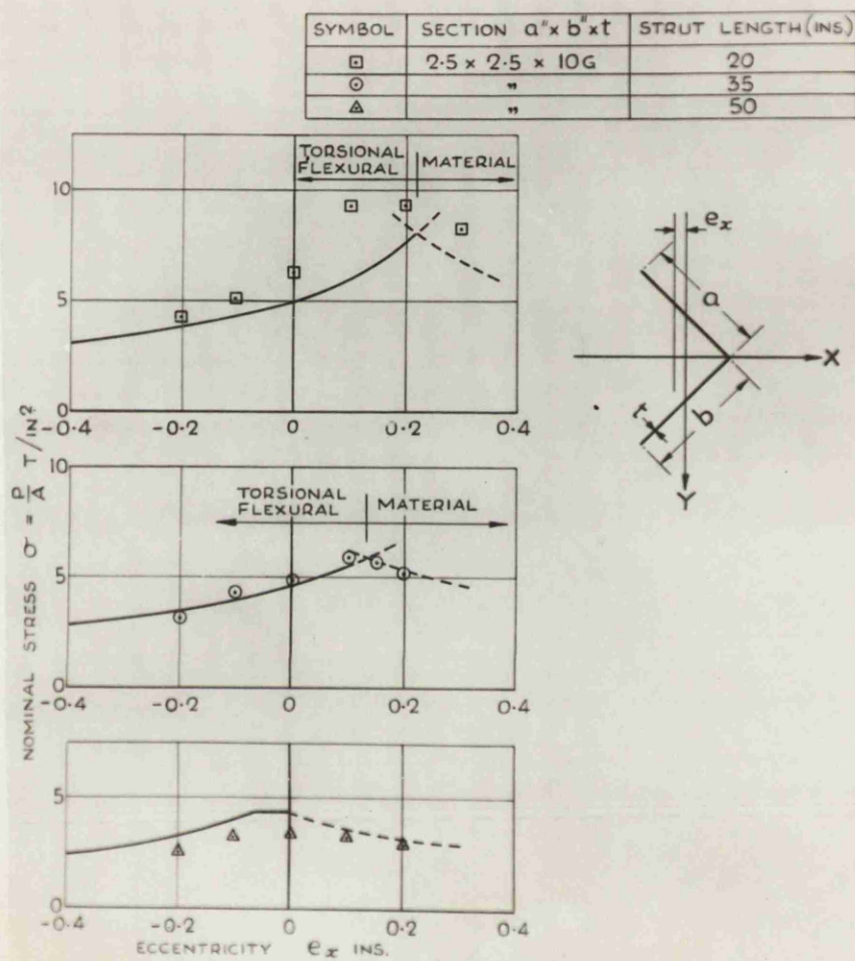 SYMBOL SECTION a"x b"x t STRUT LENGTH (INS.)
2·5 x 2·5 x 10G 20
" 35
" 50
TORSIONAL FLEXURAL MATERIAL
10
5
0
-0·4 -0·2 0 0·2 0·4
ex
a
b
t
X
Y
NOMINAL STRESS σ = P/A T/IN²
10
TORSIONAL FLEXURAL MATERIAL
5
0
-0·4 -0·2 0 0·2 0·4
5
0
-0·4 -0·2 0 0·2 0·4
ECCENTRICITY ex INS.